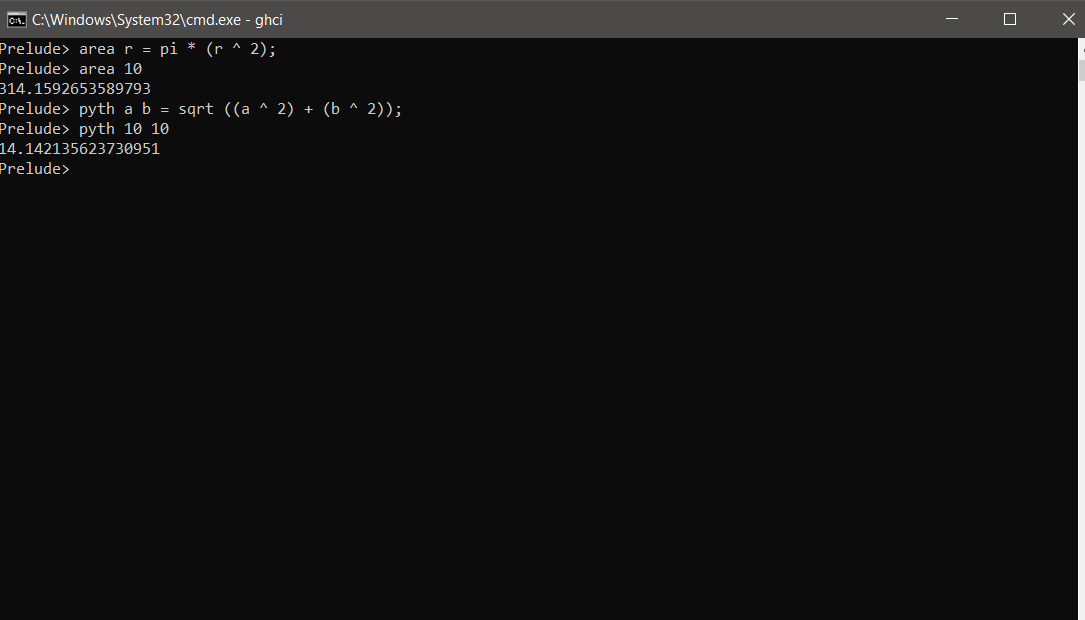 C:\Windows\System32\cmd.exe - ghci
Prelude> area r = pi * (r ^ 2);
Prelude> area 10
314.1592653589793
Prelude> pyth a b = sqrt ((a ^ 2) + (b ^ 2));
Prelude> pyth 10 10
14.142135623730951
Prelude>